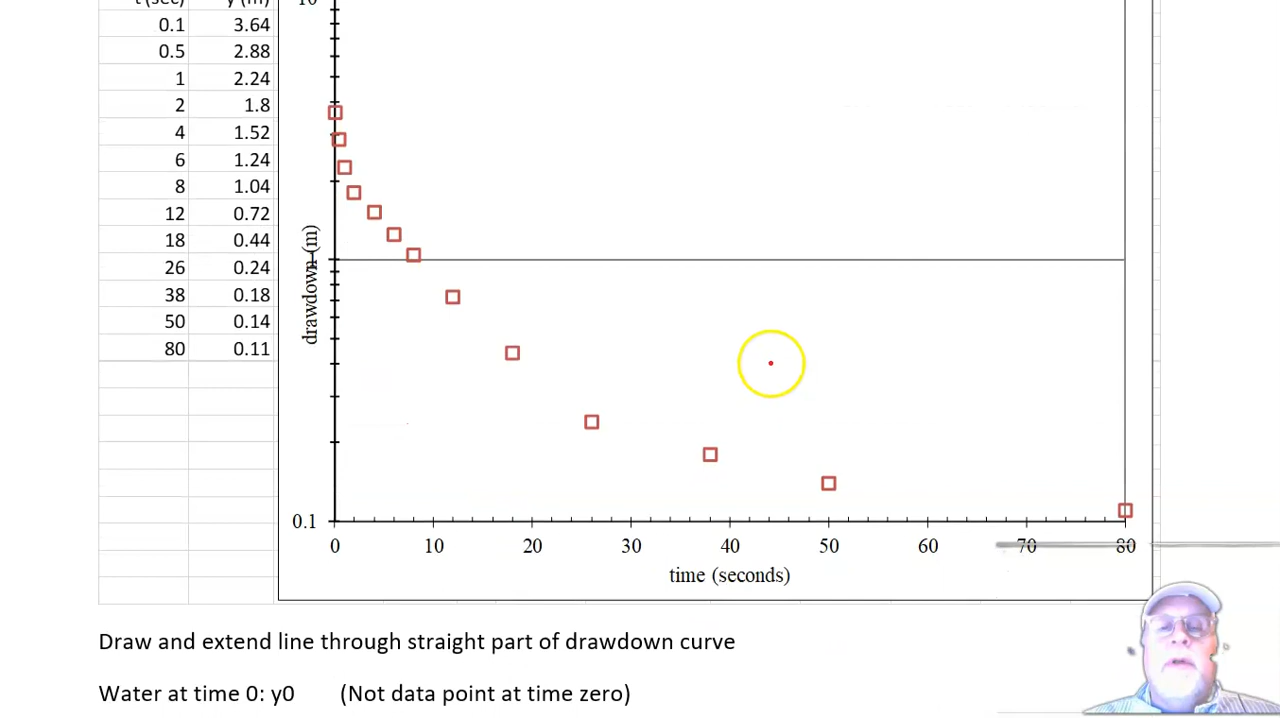 t (sec) y (m)
0.1 3.64
0.5 2.88
1 2.24
2 1.8
4 1.52
6 1.24
8 1.04
12 0.72
18 0.44
26 0.24
38 0.18
50 0.14
80 0.11
10
drawdown (m)
0.1
0 10 20 30 40 50 60 70 80
time (seconds)
Draw and extend line through straight part of drawdown curve
Water at time 0: y0 (Not data point at time zero)